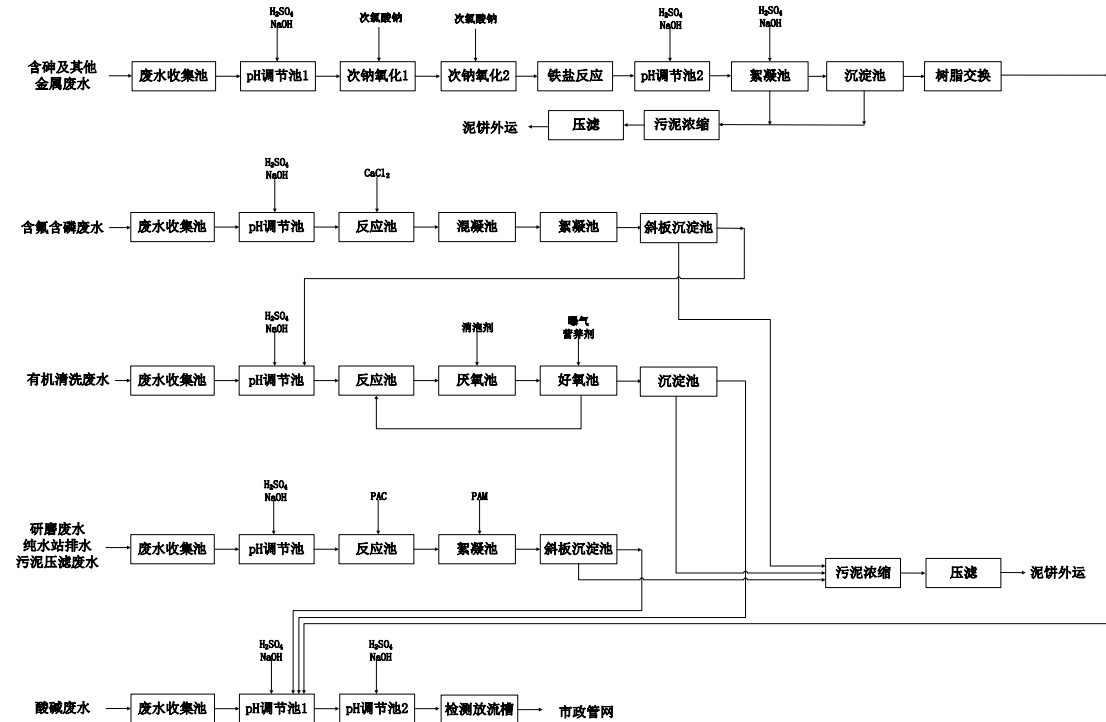 H₂SO₄
NaOH
次氯酸钠
次氯酸钠
H₂SO₄
NaOH
H₂SO₄
NaOH
含砷及其他
金属废水
废水收集池
pH调节池1
次钠氧化1
次钠氧化2
铁盐反应
pH调节池2
絮凝池
沉淀池
树脂交换
泥饼外运
压滤
污泥浓缩
H₂SO₄
NaOH
CaCl₂
含氟含磷废水
废水收集池
pH调节池
反应池
混凝池
絮凝池
斜板沉淀池
H₂SO₄
NaOH
消泡剂
曝气
营养剂
有机清洗废水
废水收集池
pH调节池
反应池
厌氧池
好氧池
沉淀池
H₂SO₄
NaOH
PAC
PAM
研磨废水
纯水站排水
污泥压滤废水
废水收集池
pH调节池
反应池
絮凝池
斜板沉淀池
污泥浓缩
压滤
泥饼外运
H₂SO₄
NaOH
H₂SO₄
NaOH
酸碱废水
废水收集池
pH调节池1
pH调节池2
检测放流槽
市政管网